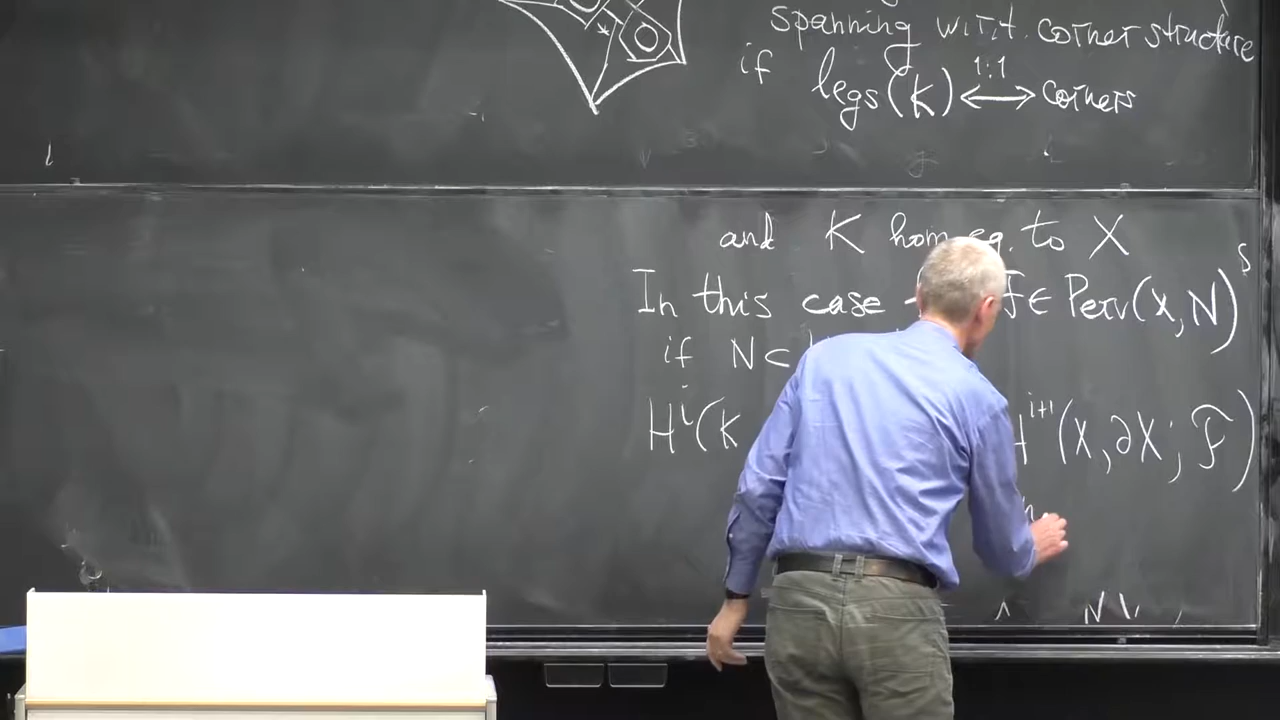 spanning w.r.t. corner structure
if legs(K) ⟷ corners
1:1
and K hom. eq. to X
In this case F ∈ Perv(X,N)
if N ⊂
H^i(K H^{i+1}(X,∂X; F)